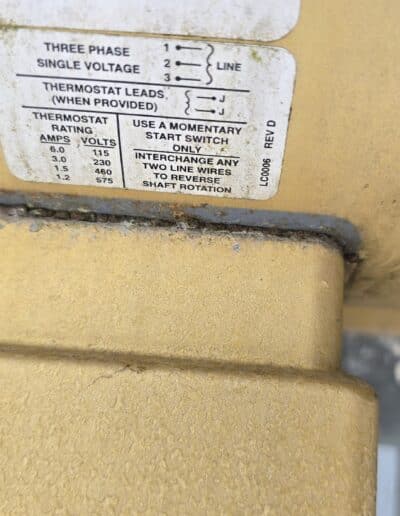 THREE PHASE
SINGLE VOLTAGE
1
2
3
LINE
THERMOSTAT LEADS
(WHEN PROVIDED)
J
J
THERMOSTAT
RATING
AMPS VOLTS
6.0 115
3.0 230
1.5 460
1.2 575
USE A MOMENTARY
START SWITCH
ONLY
INTERCHANGE ANY
TWO LINE WIRES
TO REVERSE
SHAFT ROTATION
LC0006 REV D